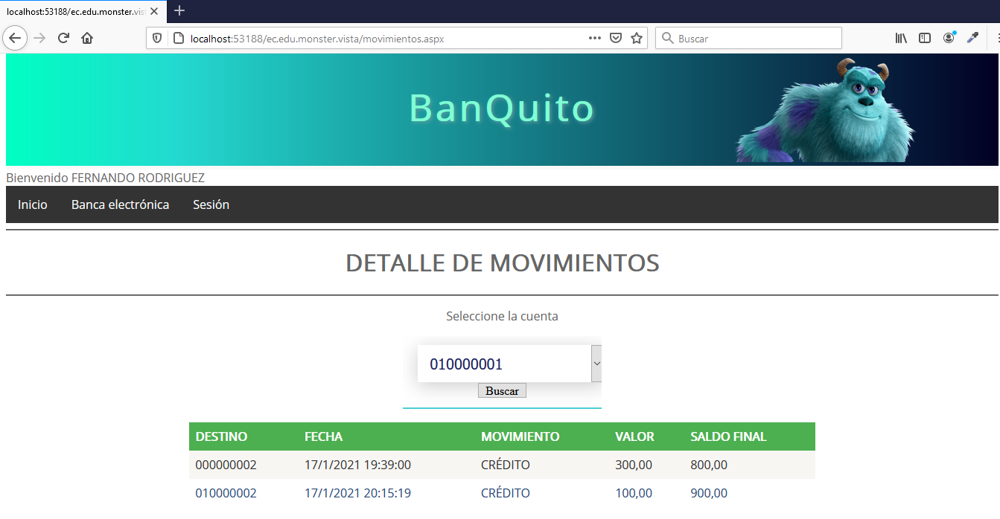 localhost:53188/ec.edu.monster.vist
localhost:53188/ec.edu.monster.vista/movimientos.aspx
Buscar
BanQuito
Bienvenido FERNANDO RODRIGUEZ
Inicio Banca electrónica Sesión
DETALLE DE MOVIMIENTOS
Seleccione la cuenta
010000001
Buscar
DESTINO FECHA MOVIMIENTO VALOR SALDO FINAL
000000002 17/1/2021 19:39:00 CRÉDITO 300,00 800,00
010000002 17/1/2021 20:15:19 CRÉDITO 100,00 900,00